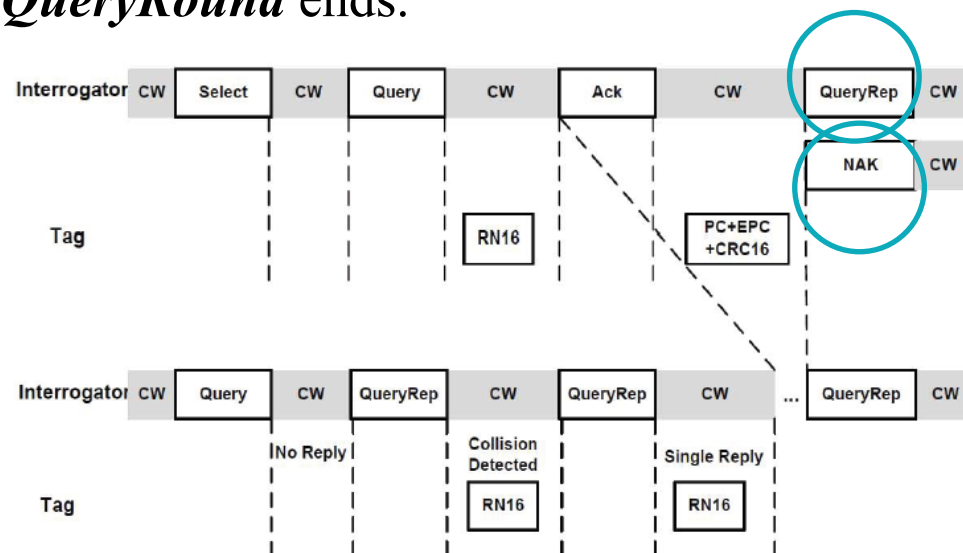 QueryRound ends.
Interrogator CW Select CW Query CW Ack CW QueryRep CW
NAK CW
Tag RN16 PC+EPC
+CRC16
Interrogator CW Query CW QueryRep CW QueryRep CW ... QueryRep CW
No Reply Collision
Detected Single Reply
Tag RN16 RN16